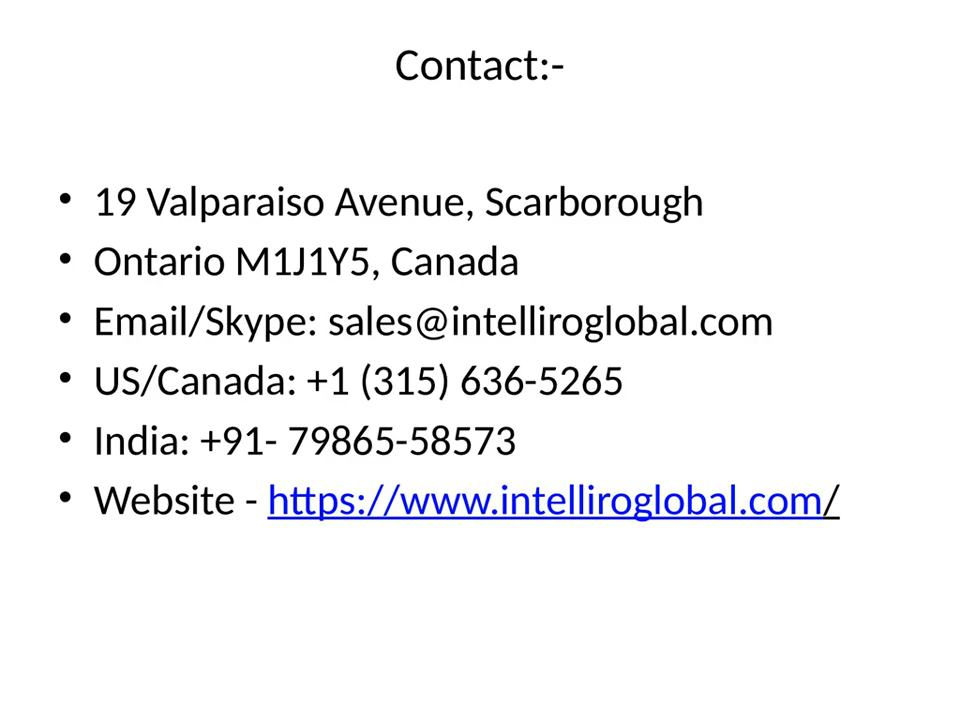 Contact:-
• 19 Valparaiso Avenue, Scarborough
• Ontario M1J1Y5, Canada
• Email/Skype: sales@intelliroglobal.com
• US/Canada: +1 (315) 636-5265
• India: +91- 79865-58573
• Website - https://www.intelliroglobal.com/